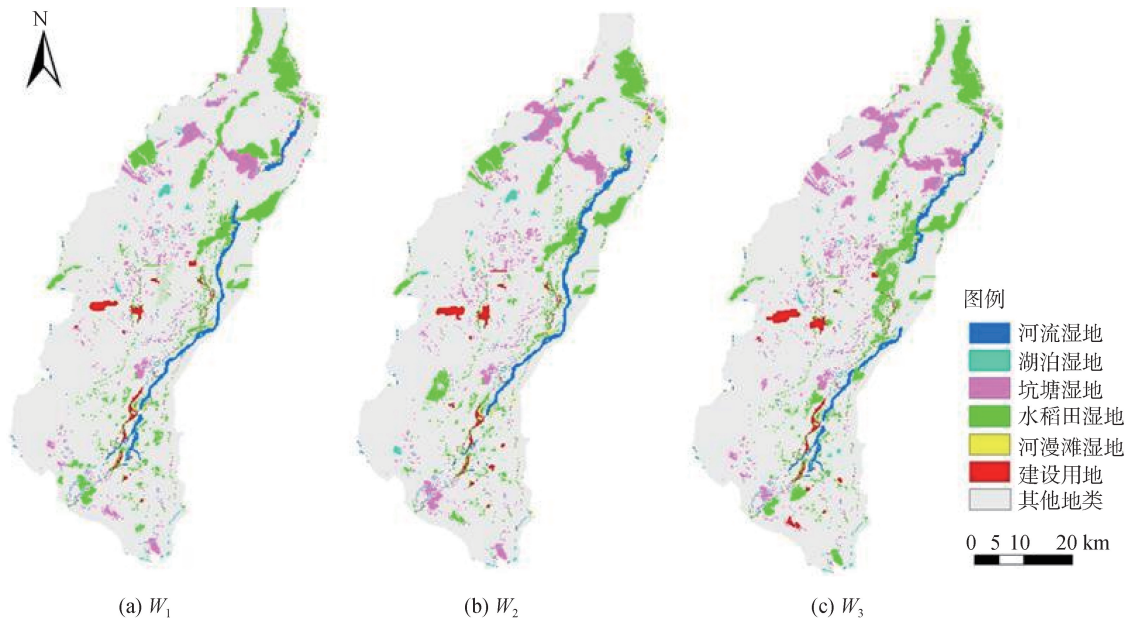 N
图例
河流湿地
湖泊湿地
坑塘湿地
水稻田湿地
河漫滩湿地
建设用地
其他地类
0 5 10 20 km
(a) W₁
(b) W₂
(c) W₃